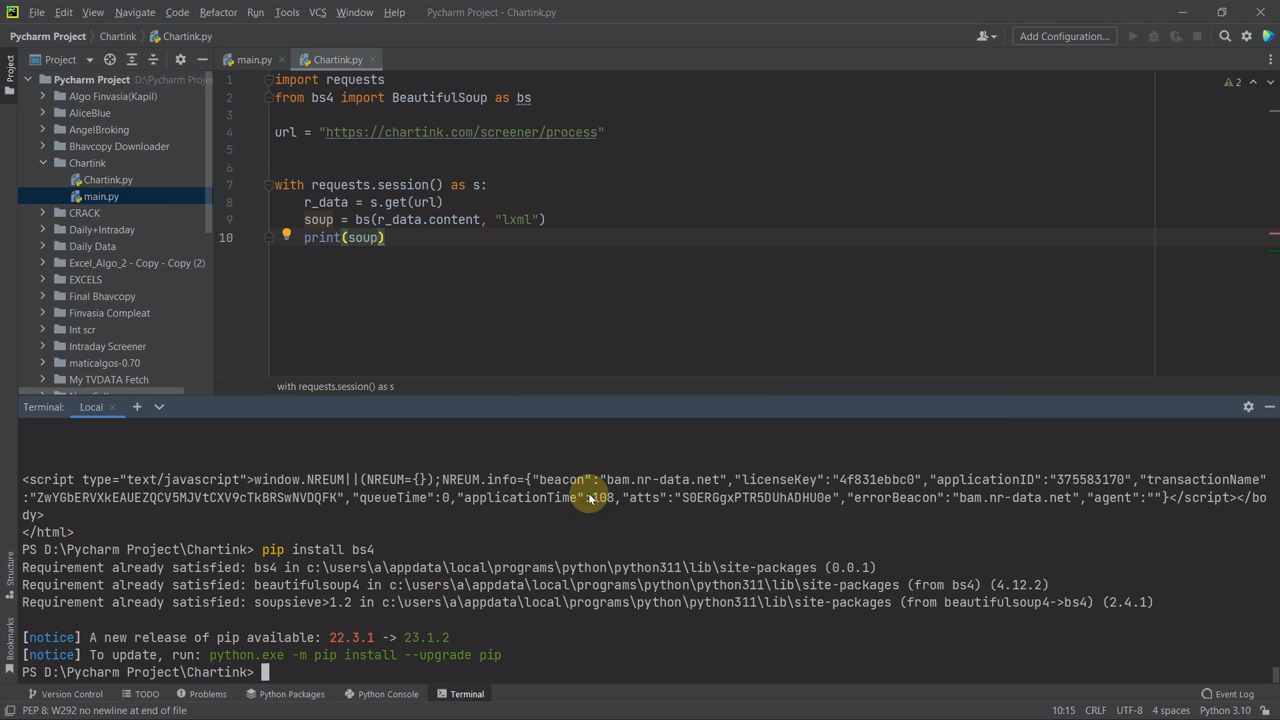 File Edit View Navigate Code Refactor Run Tools VCS Window Help Pycharm Project - Chartink.py
Pycharm Project Chartink Chartink.py Add Configuration...
Project Project main.py Chartink.py
Pycharm Project D:\Pycharm Proje
Algo Finvasia(Kapil)
AliceBlue
AngelBroking
Bhavcopy Downloader
Chartink
Chartink.py
main.py
CRACK
Daily+Intraday
Daily Data
Excel_Algo_2 - Copy - Copy (2)
EXCELS
Final Bhavcopy
Finvasia Compleat
Int scr
Intraday Screener
maticalgos-0.70
My TVDATA Fetch
1 import requests
2 from bs4 import BeautifulSoup as bs
3
4 url = "https://chartink.com/screener/process"
5
6
7 with requests.session() as s:
8 r_data = s.get(url)
9 soup = bs(r_data.content, "lxml")
10 print(soup)
2
with requests.session() as s
Terminal: Local
<script type="text/javascript">window.NREUM||(NREUM={});NREUM.info={"beacon":"bam.nr-data.net","licenseKey":"4f831ebbc0","applicationID":"375583170","transactionName"
:"ZwYGbERVXkEAUEZQCV5MJVtCXV9cTkBRSwNVDQFK","queueTime":0,"applicationTime":108,"atts":"S0ERGgxPTR5DUhADHU0e","errorBeacon":"bam.nr-data.net","agent":""}</script></bo
dy>
</html>
PS D:\Pycharm Project\Chartink> pip install bs4
Requirement already satisfied: bs4 in c:\users\a\appdata\local\programs\python\python311\lib\site-packages (0.0.1)
Requirement already satisfied: beautifulsoup4 in c:\users\a\appdata\local\programs\python\python311\lib\site-packages (from bs4) (4.12.2)
Requirement already satisfied: soupsieve>1.2 in c:\users\a\appdata\local\programs\python\python311\lib\site-packages (from beautifulsoup4->bs4) (2.4.1)
[notice] A new release of pip available: 22.3.1 -> 23.1.2
[notice] To update, run: python.exe -m pip install --upgrade pip
PS D:\Pycharm Project\Chartink>
Structure
Bookmarks
Version Control TODO Problems Python Packages Python Console Terminal Event Log
PEP 8: W292 no newline at end of file 10:15 CRLF UTF-8 4 spaces Python 3.10